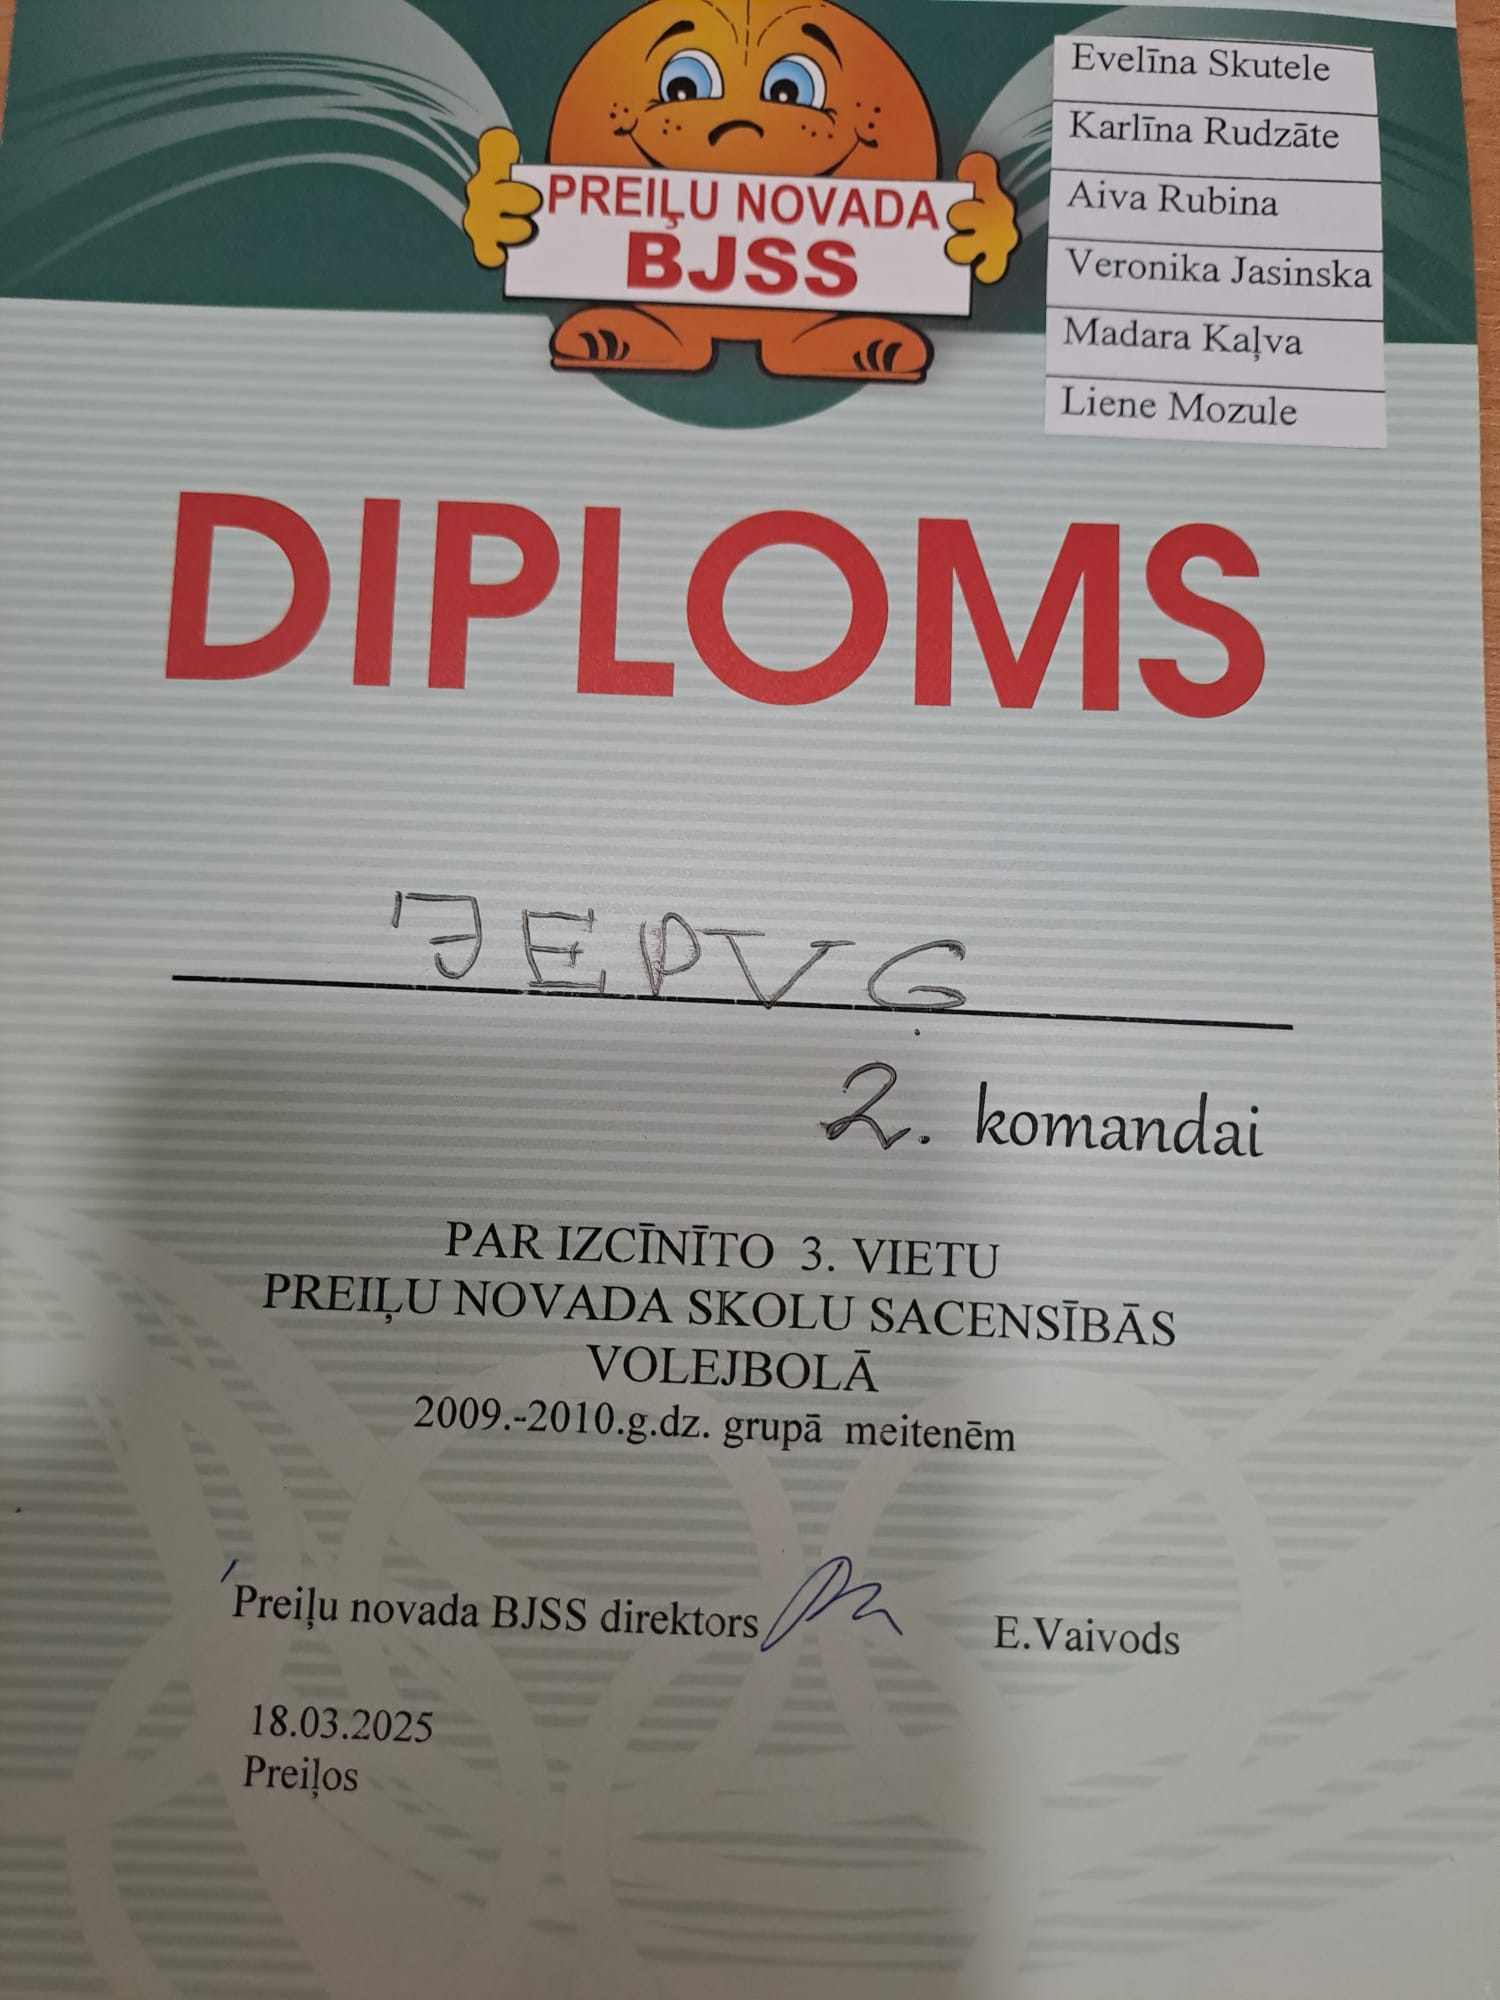 PREIĻU NOVADA
BJSS
Evelīna Skutele
Karlīna Rudzāte
Aiva Rubina
Veronika Jasinska
Madara Kaļva
Liene Mozule
DIPLOMS
JEPVĢ
2. komandai
PAR IZCĪNĪTO 3. VIETU
PREIĻU NOVADA SKOLU SACENSĪBĀS
VOLEJBOLĀ
2009.-2010.g.dz. grupā meitenēm
Preiļu novada BJSS direktors E.Vaivods
18.03.2025
Preiļos